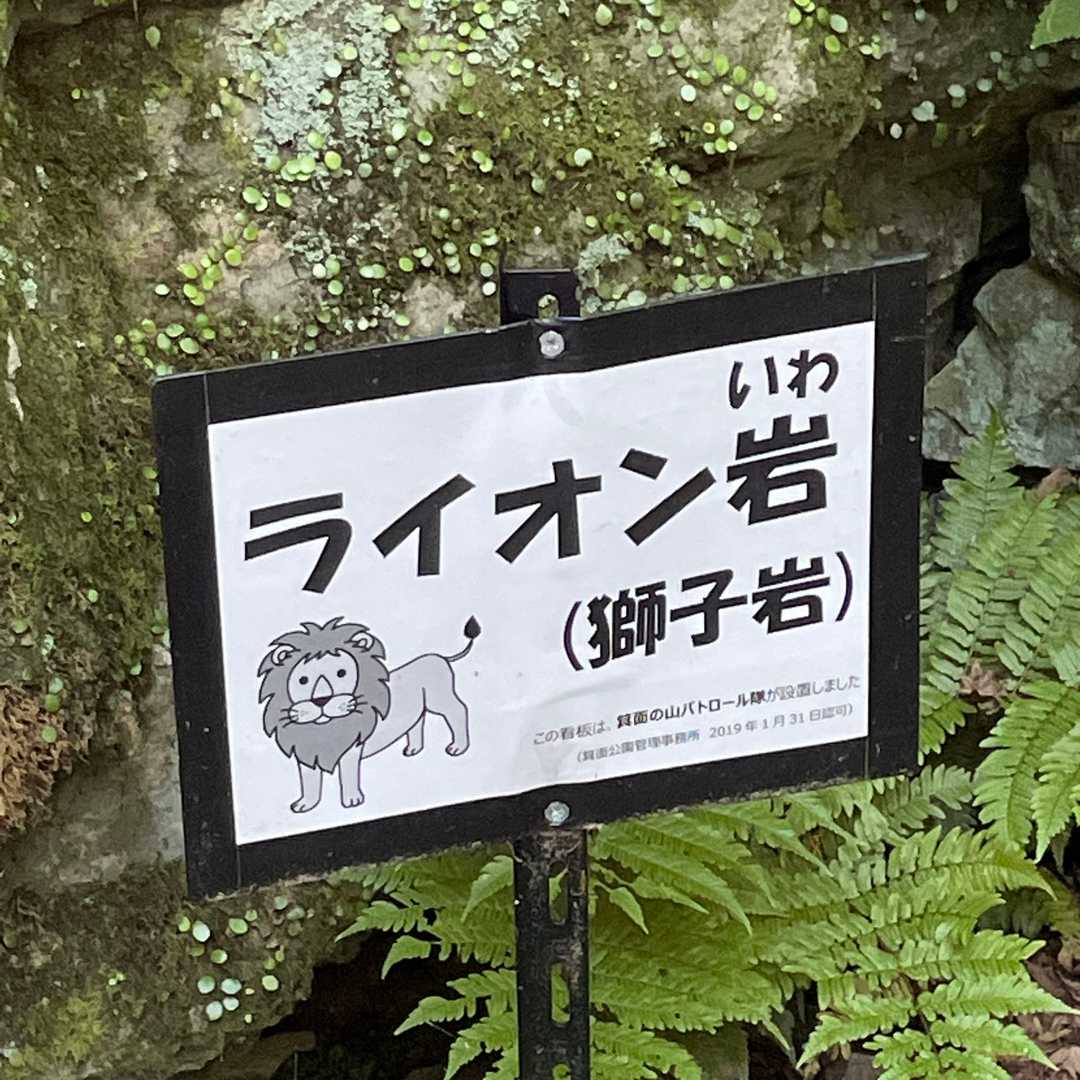 いわ
ライオン岩
(獅子岩)
この看板は、箕面の山パトロール隊が設置しました
(箕面公園管理事務所 2019年1月31日認可)